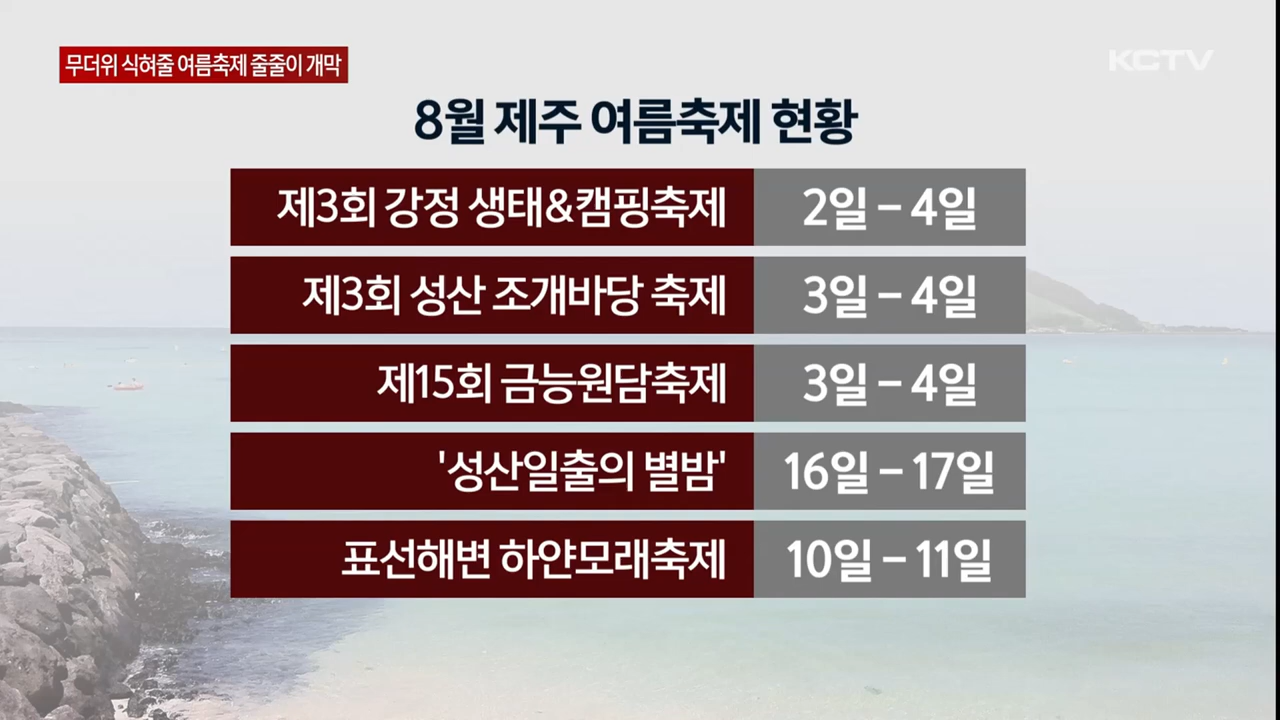 무더위 식혀줄 여름축제 줄줄이 개막
KCTV
8월 제주 여름축제 현황
제3회 강정 생태&캠핑축제 2일 – 4일
제3회 성산 조개바당 축제 3일 – 4일
제15회 금능원담축제 3일 – 4일
'성산일출의 별밤' 16일 – 17일
표선해변 하얀모래축제 10일 – 11일